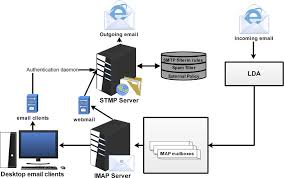 Outgoing email
Incoming email
SMTP filterin rules
Spam filter
External Policy
Authentication daemon
STMP Server
LDA
email clients
webmail
IMAP mailboxes
Desktop email clients
IMAP Server